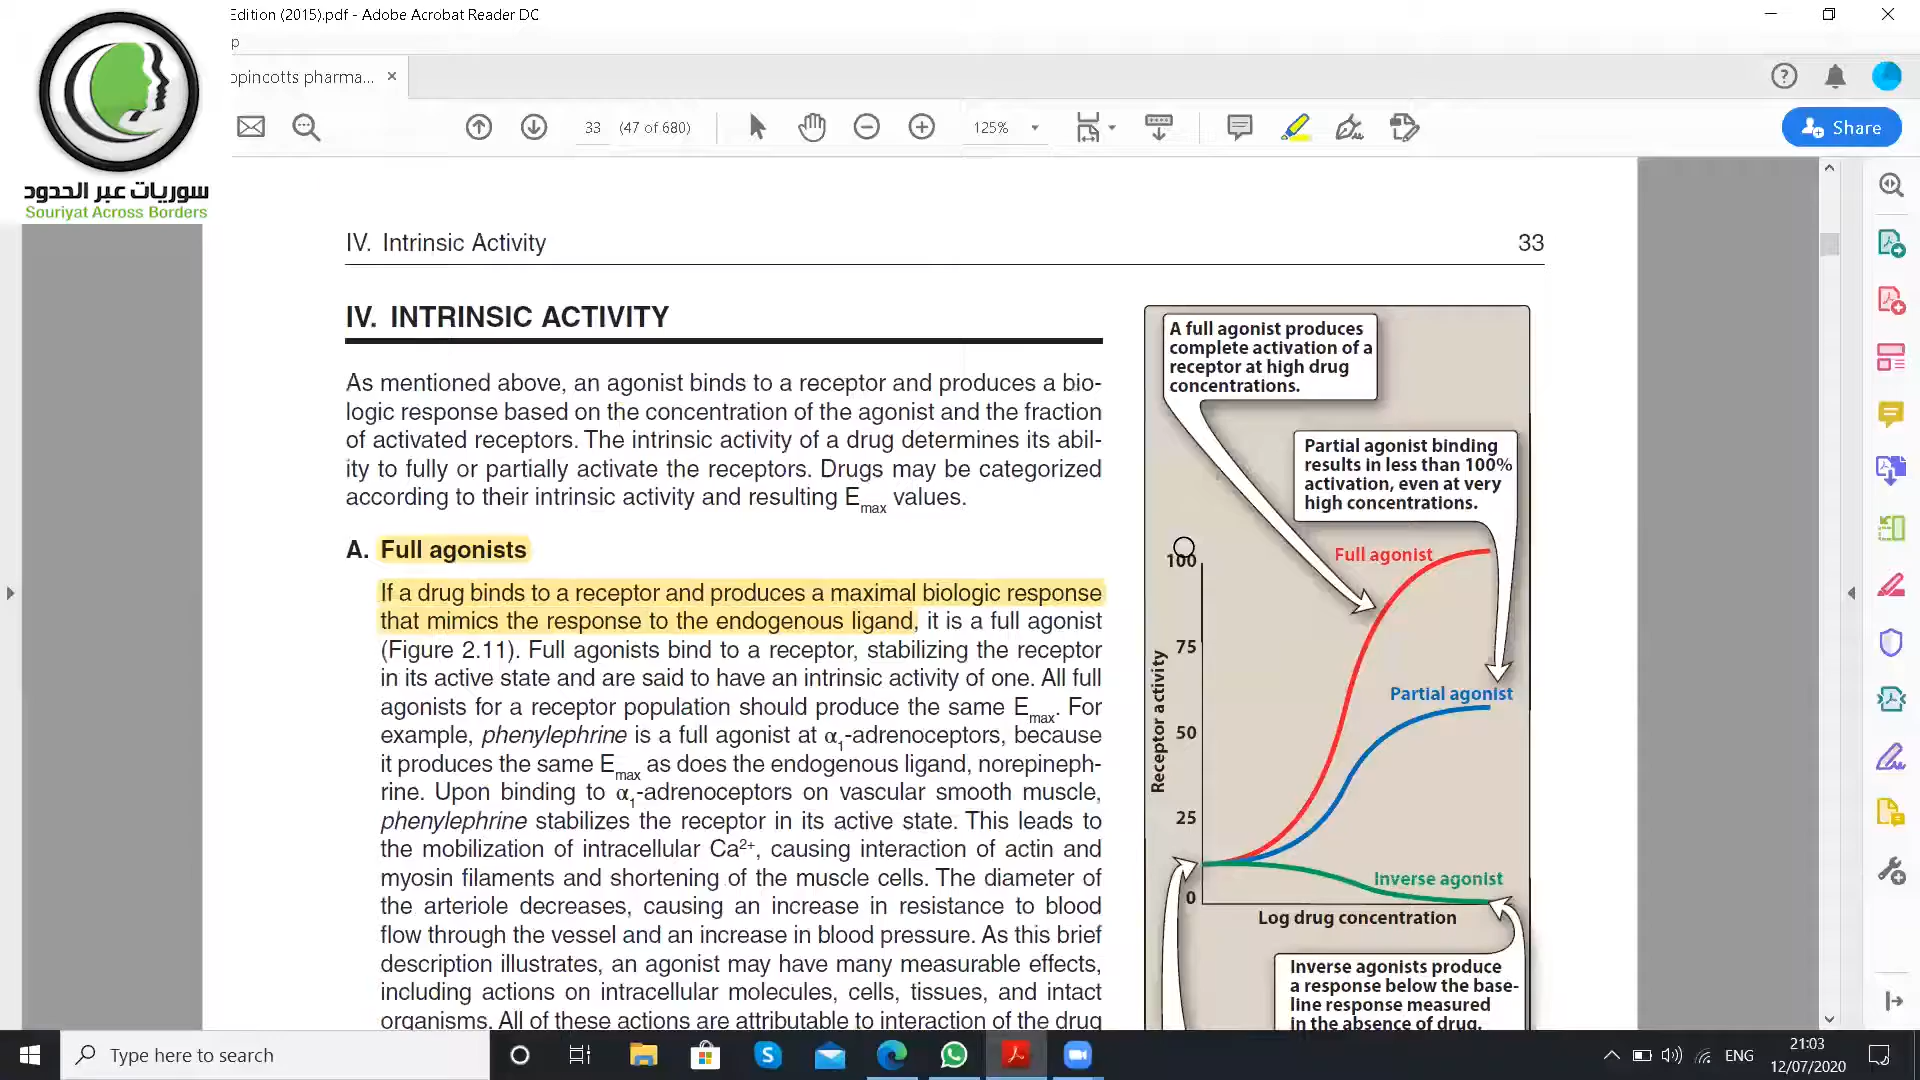 Edition (2015).pdf - Adobe Acrobat Reader DC
p
opincotts pharma...
33 (47 of 680)
125%
Share
سوريات عبر الحدود
Souriyat Across Borders
IV. Intrinsic Activity 33
IV. INTRINSIC ACTIVITY
As mentioned above, an agonist binds to a receptor and produces a bio-
logic response based on the concentration of the agonist and the fraction
of activated receptors. The intrinsic activity of a drug determines its abil-
ity to fully or partially activate the receptors. Drugs may be categorized
according to their intrinsic activity and resulting Emax values.
A. Full agonists
If a drug binds to a receptor and produces a maximal biologic response
that mimics the response to the endogenous ligand, it is a full agonist
(Figure 2.11). Full agonists bind to a receptor, stabilizing the receptor
in its active state and are said to have an intrinsic activity of one. All full
agonists for a receptor population should produce the same Emax. For
example, phenylephrine is a full agonist at α1-adrenoceptors, because
it produces the same Emax as does the endogenous ligand, norepineph-
rine. Upon binding to α1-adrenoceptors on vascular smooth muscle,
phenylephrine stabilizes the receptor in its active state. This leads to
the mobilization of intracellular Ca2+, causing interaction of actin and
myosin filaments and shortening of the muscle cells. The diameter of
the arteriole decreases, causing an increase in resistance to blood
flow through the vessel and an increase in blood pressure. As this brief
description illustrates, an agonist may have many measurable effects,
including actions on intracellular molecules, cells, tissues, and intact
organisms. All of these actions are attributable to interaction of the drug
A full agonist produces
complete activation of a
receptor at high drug
concentrations.
Partial agonist binding
results in less than 100%
activation, even at very
high concentrations.
100
Full agonist
75
Receptor activity
Partial agonist
50
25
Inverse agonist
0
Log drug concentration
Inverse agonists produce
a response below the base-
line response measured
in the absence of drug.
Type here to search
ENG
21:03
12/07/2020